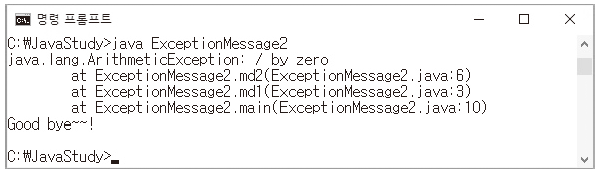 명령 프롬프트
C:\JavaStudy>java ExceptionMessage2
java.lang.ArithmeticException: / by zero
        at ExceptionMessage2.md2(ExceptionMessage2.java:6)
        at ExceptionMessage2.md1(ExceptionMessage2.java:3)
        at ExceptionMessage2.main(ExceptionMessage2.java:10)
Good bye~~!
C:\JavaStudy>